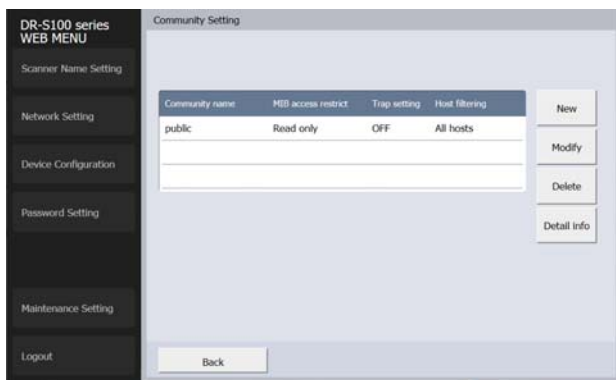 DR-S100 series
WEB MENU
Scanner Name Setting
Network Setting
Device Configuration
Password Setting
Maintenance Setting
Logout
Community Setting
Community name MIB access restrict Trap setting Host filtering
public Read only OFF All hosts
New
Modify
Delete
Detail info
Back